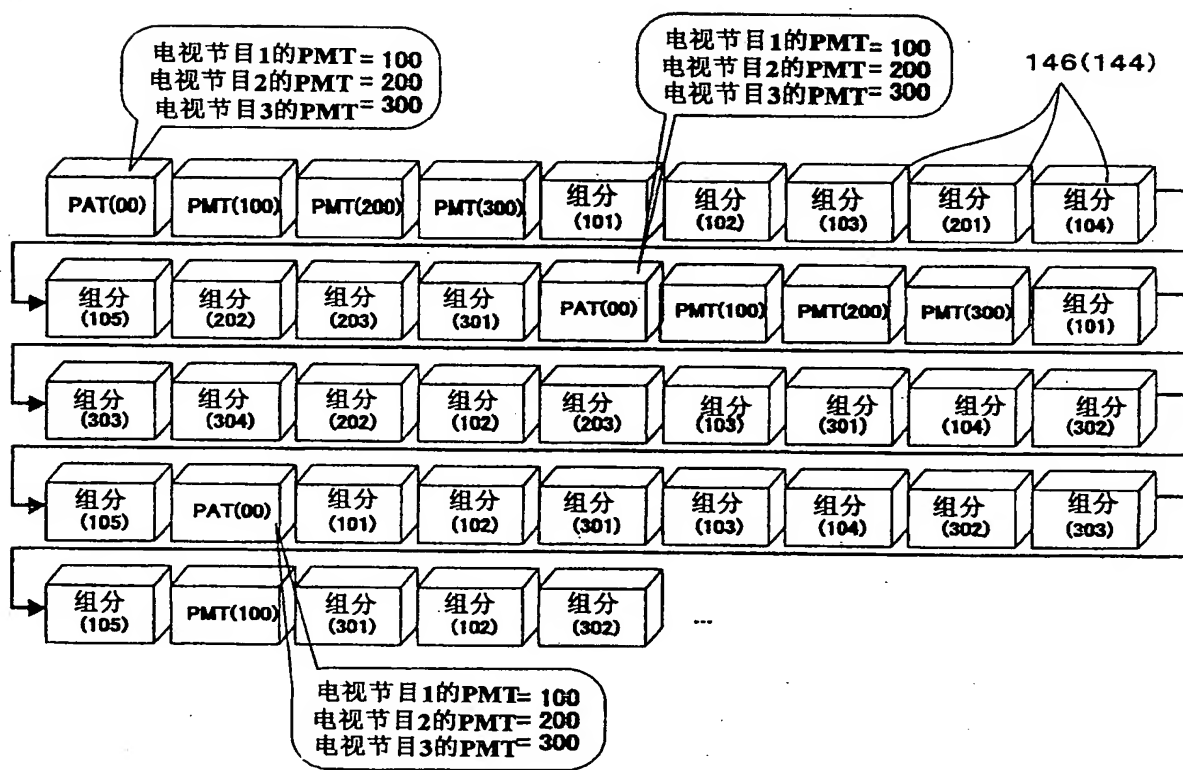 电视节目1的PMT= 100
电视节目2的PMT = 200
电视节目3的PMT= 300
电视节目1的PMT= 100
电视节目2的PMT= 200
电视节目3的PMT= 300
146(144)
PAT(00) PMT(100) PMT(200) PMT(300) 组分 (101) 组分 (102) 组分 (103) 组分 (201) 组分 (104)
组分 (105) 组分 (202) 组分 (203) 组分 (301) PAT(00) PMT(100) PMT(200) PMT(300) 组分 (101)
组分 (303) 组分 (304) 组分 (202) 组分 (102) 组分 (203) 组分 (103) 组分 (301) 组分 (104) 组分 (302)
组分 (105) PAT(00) 组分 (101) 组分 (102) 组分 (301) 组分 (103) 组分 (104) 组分 (302) 组分 (303)
组分 (105) PMT(100) 组分 (301) 组分 (102) 组分 (302) ...
电视节目1的PMT= 100
电视节目2的PMT= 200
电视节目3的PMT= 300